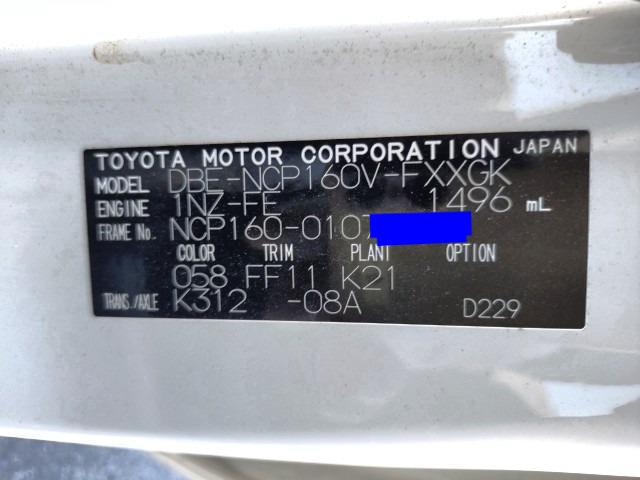 TOYOTA MOTOR CORPORATION JAPAN
MODEL DBE-NCP160V-FXXGK
ENGINE 1NZ-FE 1496 mL
FRAME No. NCP160-0107
COLOR TRIM PLANT OPTION
058 FF11 K21
TRANS./AXLE K312 -08A D229